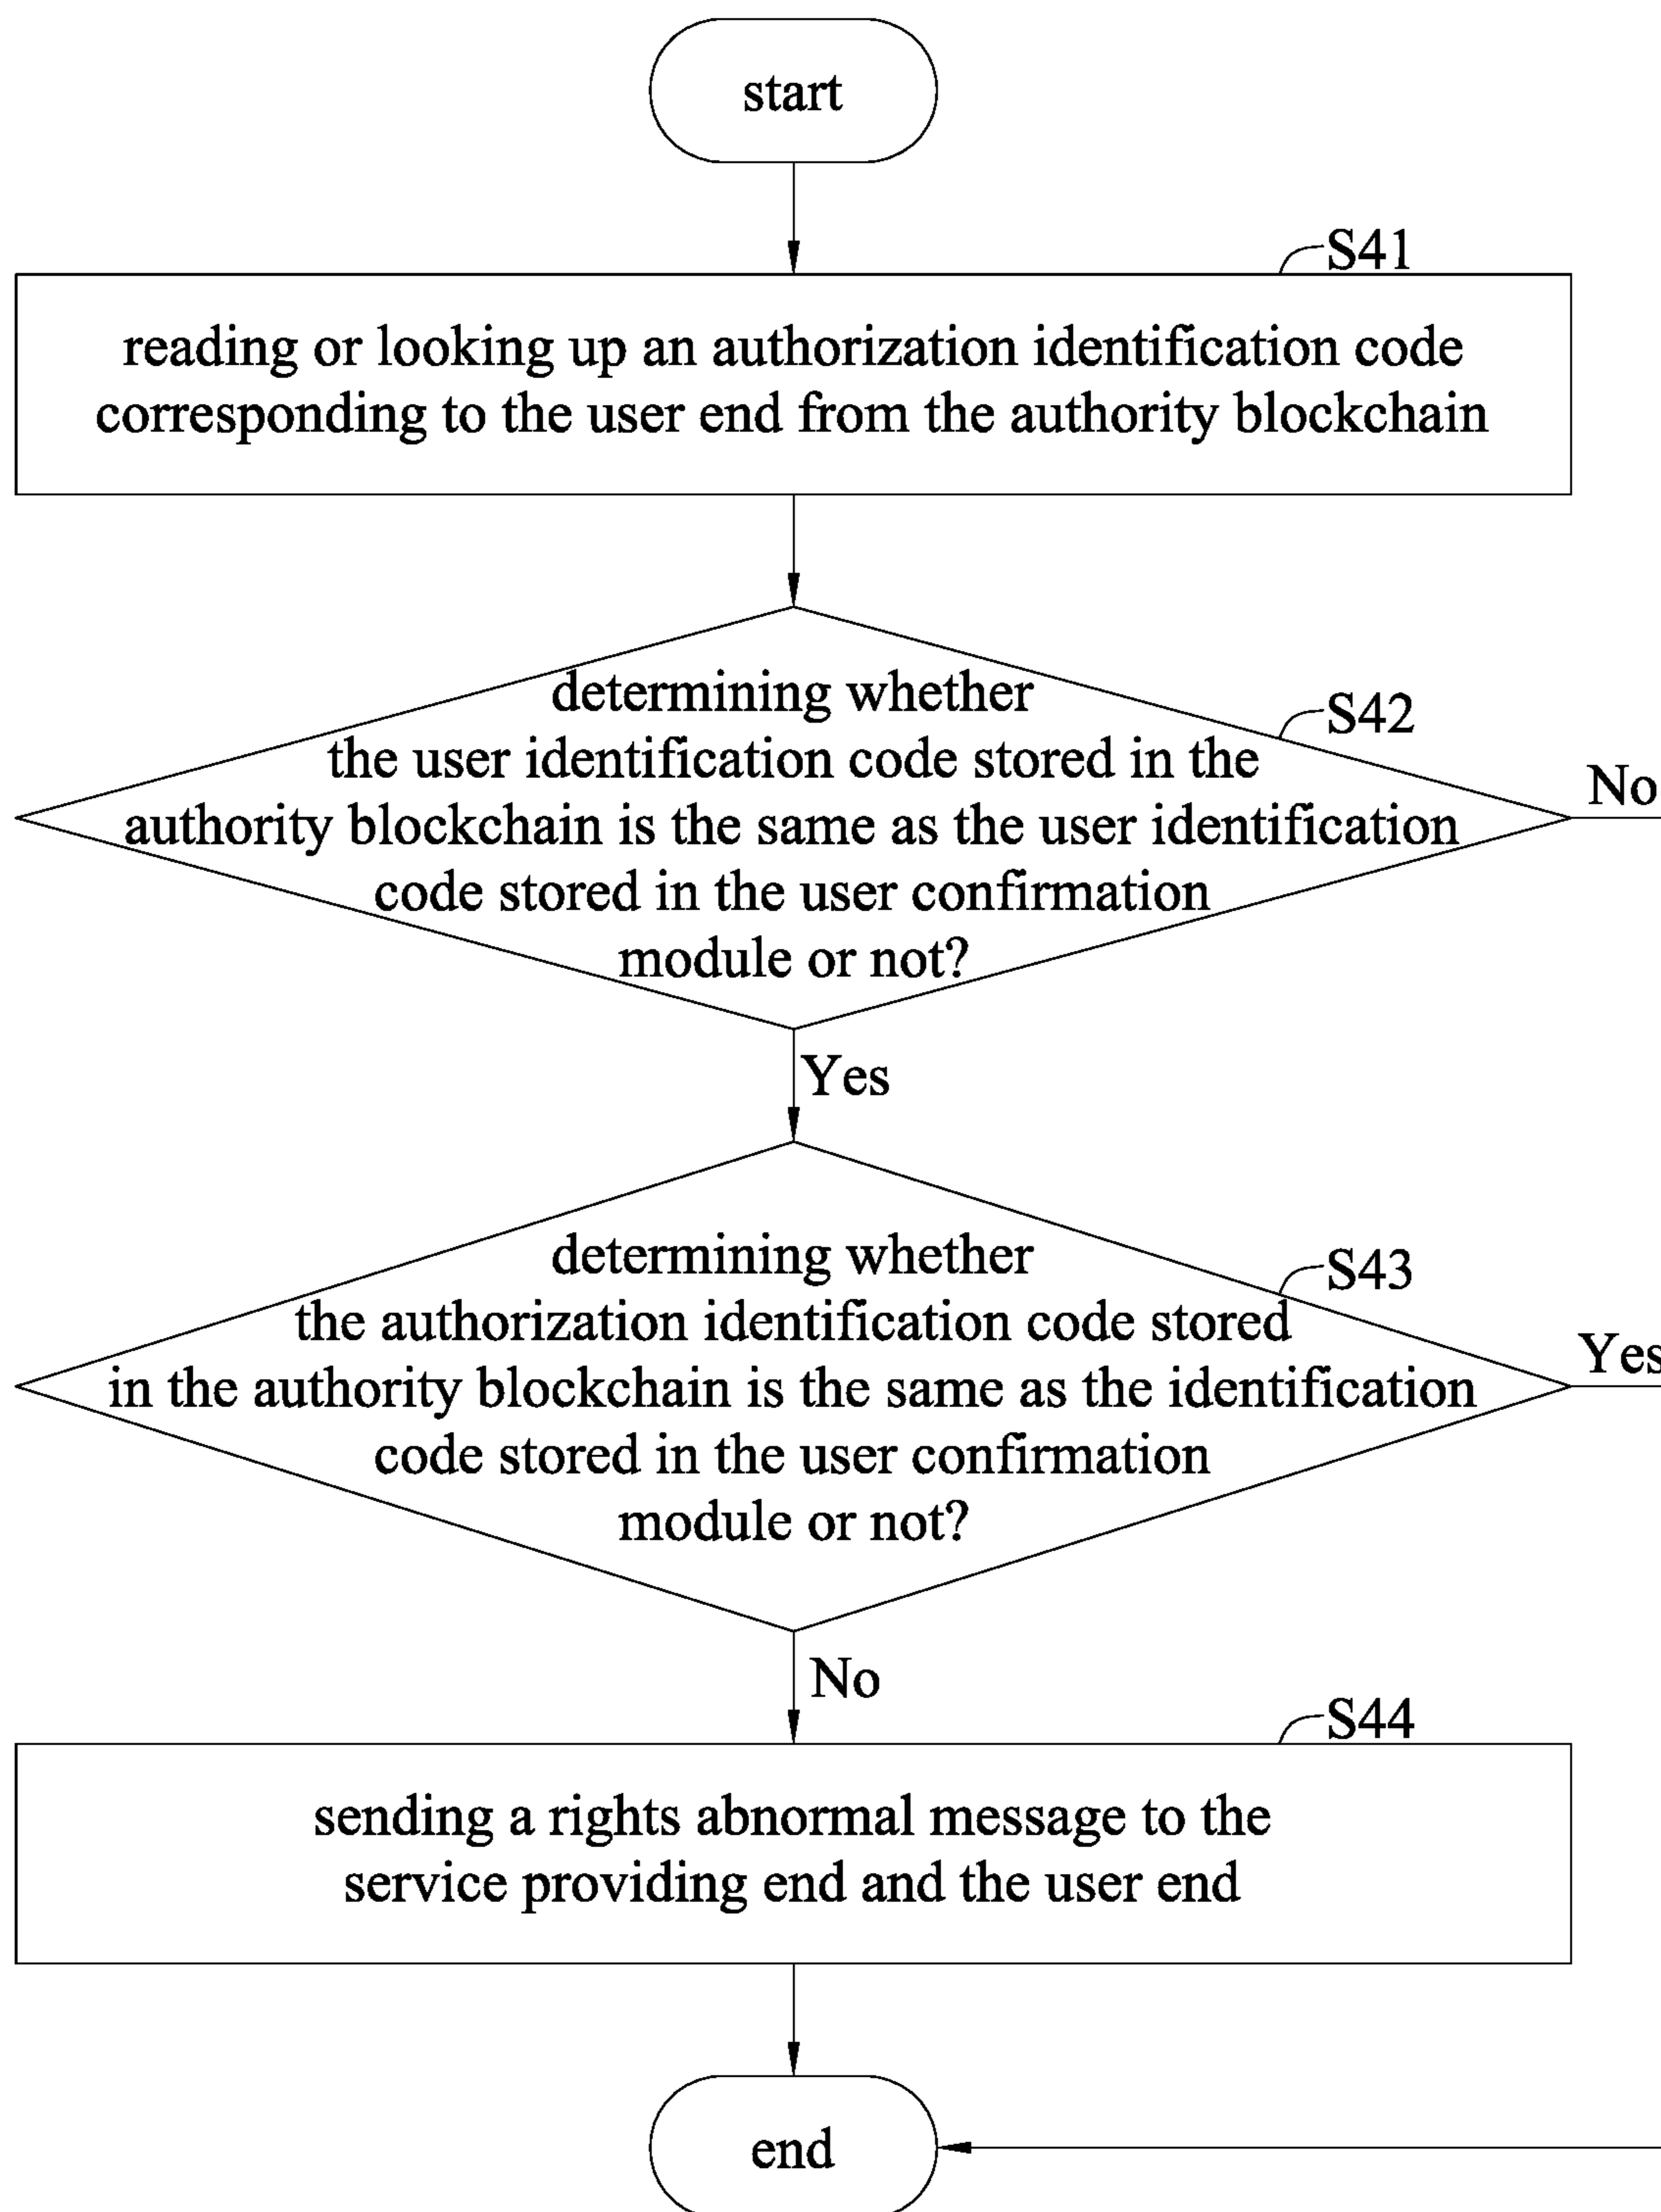 start
S41
reading or looking up an authorization identification code
corresponding to the user end from the authority blockchain
S42
determining whether
the user identification code stored in the
authority blockchain is the same as the user identification
code stored in the user confirmation
module or not?
No
Yes
S43
determining whether
the authorization identification code stored
in the authority blockchain is the same as the identification
code stored in the user confirmation
module or not?
Yes
No
S44
sending a rights abnormal message to the
service providing end and the user end
end